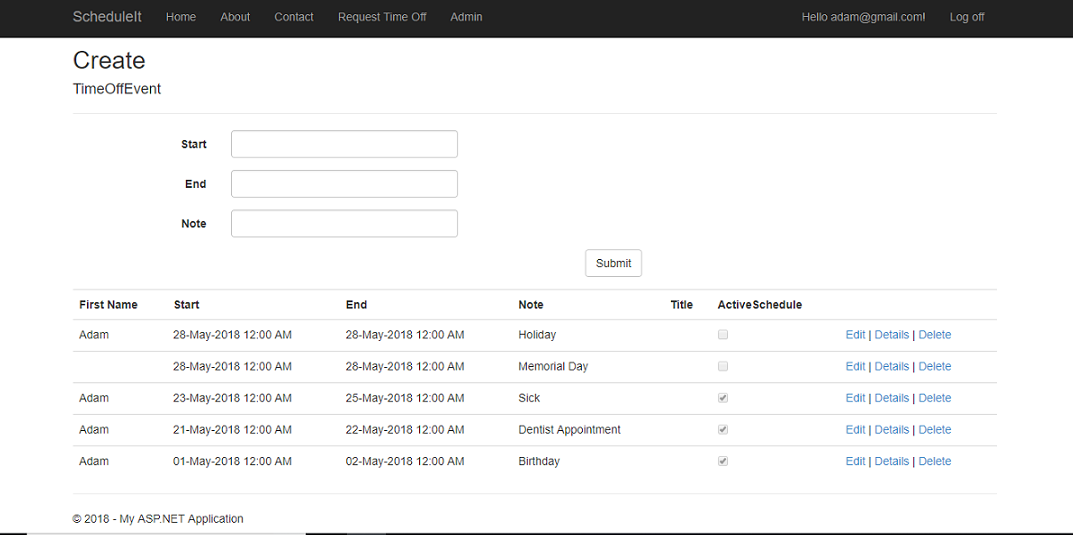 ScheduleIt Home About Contact Request Time Off Admin Hello adam@gmail.com! Log off
Create
TimeOffEvent
Start
End
Note
Submit
First Name Start End Note Title ActiveSchedule
Adam 28-May-2018 12:00 AM 28-May-2018 12:00 AM Holiday Edit | Details | Delete
28-May-2018 12:00 AM 28-May-2018 12:00 AM Memorial Day Edit | Details | Delete
Adam 23-May-2018 12:00 AM 25-May-2018 12:00 AM Sick Edit | Details | Delete
Adam 21-May-2018 12:00 AM 22-May-2018 12:00 AM Dentist Appointment Edit | Details | Delete
Adam 01-May-2018 12:00 AM 02-May-2018 12:00 AM Birthday Edit | Details | Delete
© 2018 - My ASP.NET Application